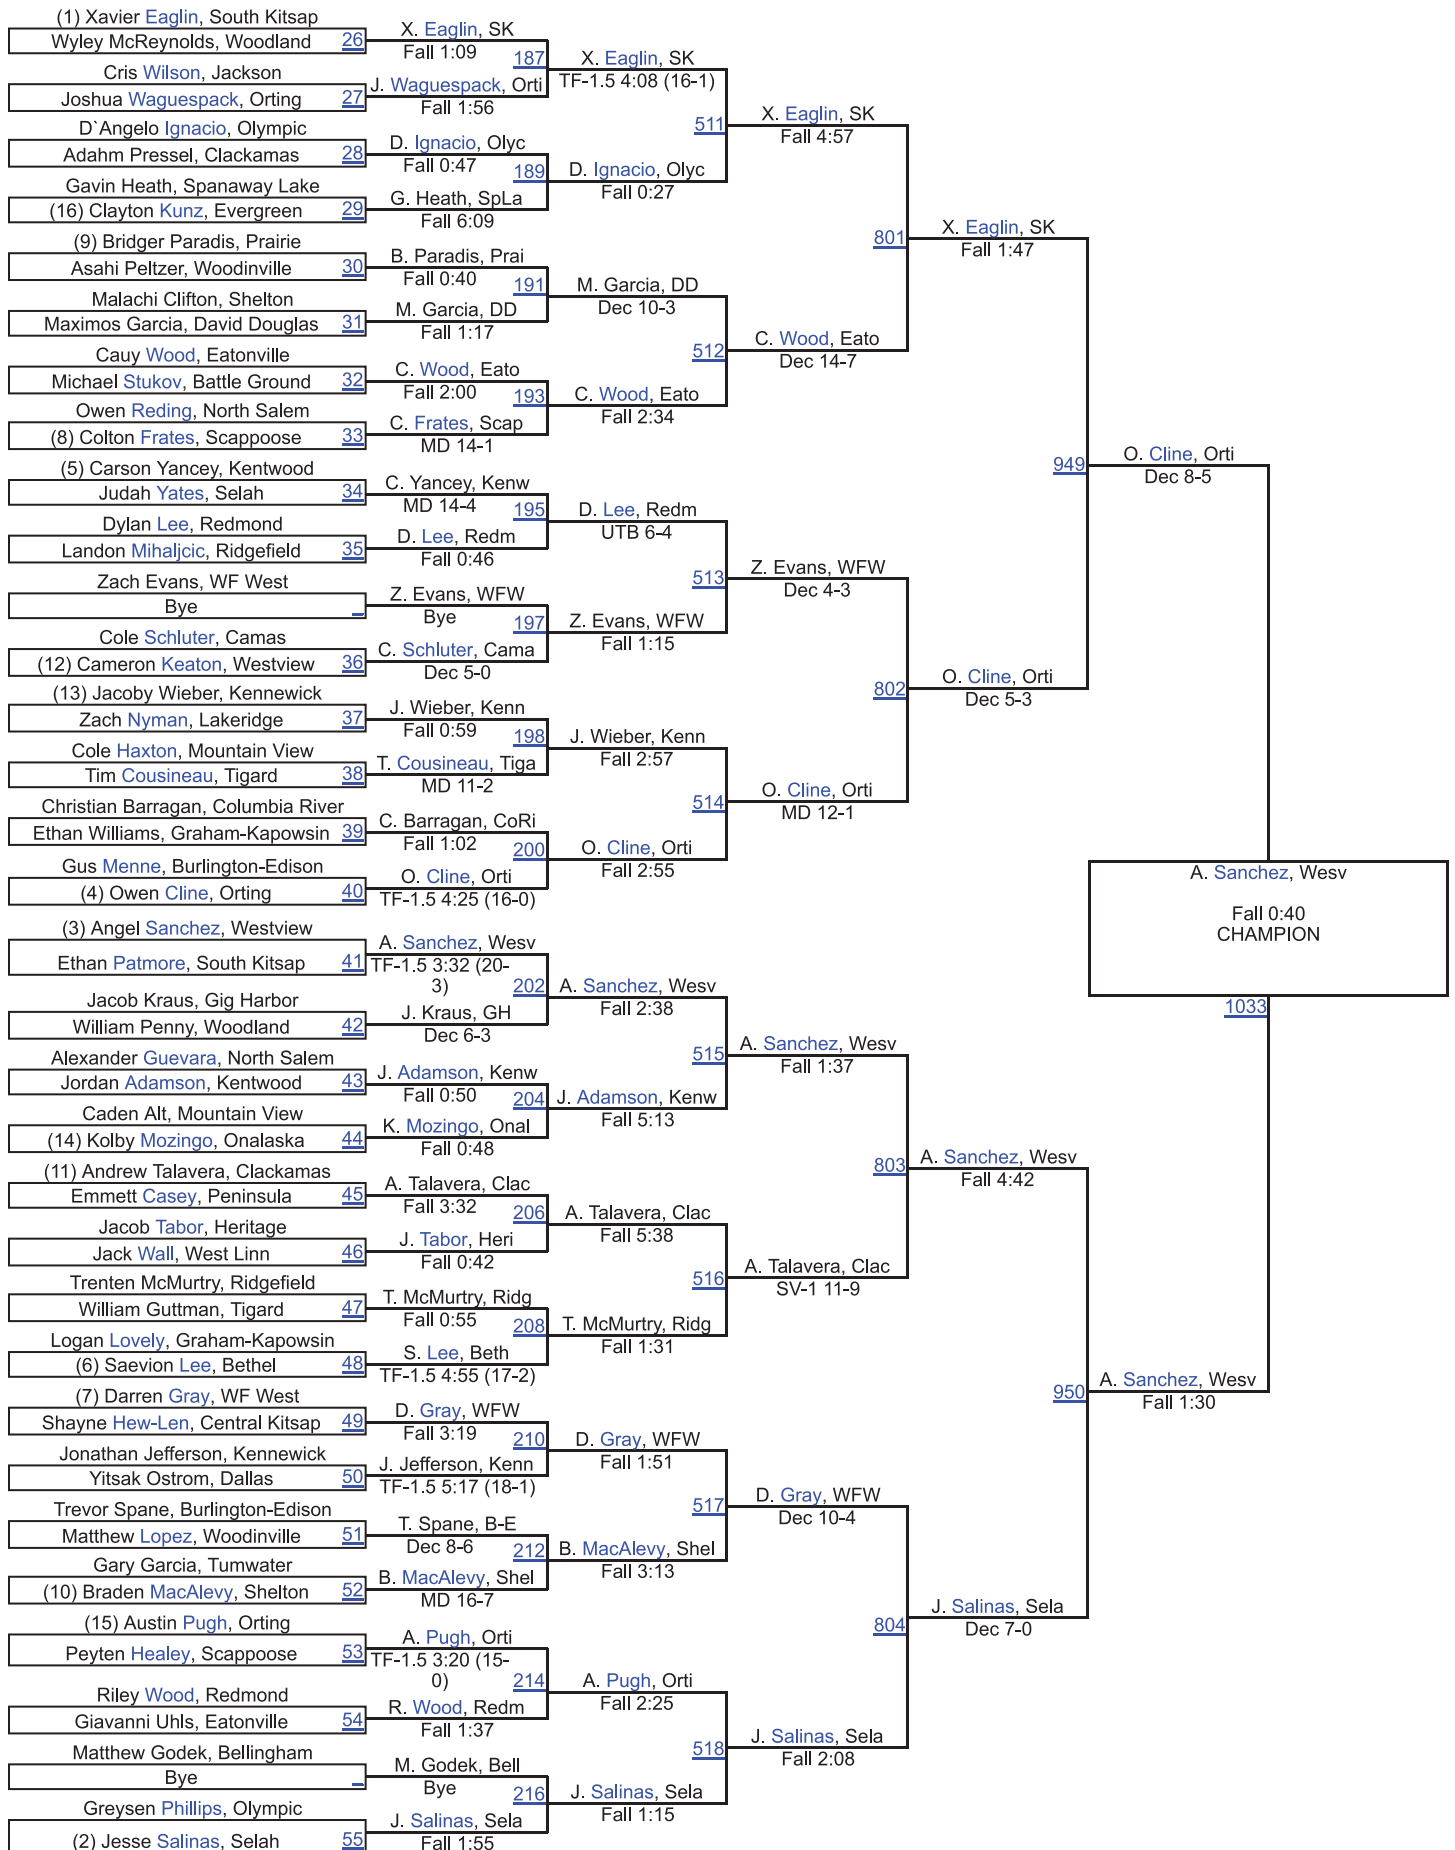 (1) Xavier Eaglin, South Kitsap
Wyley McReynolds, Woodland 26
Cris Wilson, Jackson
Joshua Waguespack, Orting 27
D`Angelo Ignacio, Olympic
Adahm Pressel, Clackamas 28
Gavin Heath, Spanaway Lake
(16) Clayton Kunz, Evergreen 29
(9) Bridger Paradis, Prairie
Asahi Peltzer, Woodinville 30
Malachi Clifton, Shelton
Maximos Garcia, David Douglas 31
Cauy Wood, Eatonville
Michael Stukov, Battle Ground 32
Owen Reding, North Salem
(8) Colton Frates, Scappoose 33
(5) Carson Yancey, Kentwood
Judah Yates, Selah 34
Dylan Lee, Redmond
Landon Mihaljcic, Ridgefield 35
Zach Evans, WF West
Bye
Cole Schluter, Camas
(12) Cameron Keaton, Westview 36
(13) Jacoby Wieber, Kennewick
Zach Nyman, Lakeridge 37
Cole Haxton, Mountain View
Tim Cousineau, Tigard 38
Christian Barragan, Columbia River
Ethan Williams, Graham-Kapowsin 39
Gus Menne, Burlington-Edison
(4) Owen Cline, Orting 40
(3) Angel Sanchez, Westview
Ethan Patmore, South Kitsap 41
Jacob Kraus, Gig Harbor
William Penny, Woodland 42
Alexander Guevara, North Salem
Jordan Adamson, Kentwood 43
Caden Alt, Mountain View
(14) Kolby Mozingo, Onalaska 44
(11) Andrew Talavera, Clackamas
Emmett Casey, Peninsula 45
Jacob Tabor, Heritage
Jack Wall, West Linn 46
Trenten McMurtry, Ridgefield
William Guttman, Tigard 47
Logan Lovely, Graham-Kapowsin
(6) Saevion Lee, Bethel 48
(7) Darren Gray, WF West
Shayne Hew-Len, Central Kitsap 49
Jonathan Jefferson, Kennewick
Yitsak Ostrom, Dallas 50
Trevor Spane, Burlington-Edison
Matthew Lopez, Woodinville 51
Gary Garcia, Tumwater
(10) Braden MacAlevy, Shelton 52
(15) Austin Pugh, Orting
Peyten Healey, Scappoose 53
Riley Wood, Redmond
Giavanni Uhls, Eatonville 54
Matthew Godek, Bellingham
Bye
Greysen Phillips, Olympic
(2) Jesse Salinas, Selah 55
X. Eaglin, SK
Fall 1:09
187
J. Waguespack, Orti
Fall 1:56
D. Ignacio, Olyc
Fall 0:47
189
G. Heath, SpLa
Fall 6:09
B. Paradis, Prai
Fall 0:40
191
M. Garcia, DD
Fall 1:17
C. Wood, Eato
Fall 2:00
193
C. Frates, Scap
MD 14-1
C. Yancey, Kenw
MD 14-4
195
D. Lee, Redm
Fall 0:46
Z. Evans, WFW
Bye
197
C. Schluter, Cama
Dec 5-0
J. Wieber, Kenn
Fall 0:59
198
T. Cousineau, Tiga
MD 11-2
C. Barragan, CoRi
Fall 1:02
200
O. Cline, Orti
TF-1.5 4:25 (16-0)
A. Sanchez, Wesv
TF-1.5 3:32 (20-
3)
202
J. Kraus, GH
Dec 6-3
J. Adamson, Kenw
Fall 0:50
204
K. Mozingo, Onal
Fall 0:48
A. Talavera, Clac
Fall 3:32
206
J. Tabor, Heri
Fall 0:42
T. McMurtry, Ridg
Fall 0:55
208
S. Lee, Beth
TF-1.5 4:55 (17-2)
D. Gray, WFW
Fall 3:19
210
J. Jefferson, Kenn
TF-1.5 5:17 (18-1)
T. Spane, B-E
Dec 8-6
212
B. MacAlevy, Shel
MD 16-7
A. Pugh, Orti
TF-1.5 3:20 (15-
0)
214
R. Wood, Redm
Fall 1:37
M. Godek, Bell
Bye
216
J. Salinas, Sela
Fall 1:55
X. Eaglin, SK
TF-1.5 4:08 (16-1)
511
D. Ignacio, Olyc
Fall 0:27
M. Garcia, DD
Dec 10-3
512
C. Wood, Eato
Fall 2:34
D. Lee, Redm
UTB 6-4
513
Z. Evans, WFW
Fall 1:15
J. Wieber, Kenn
Fall 2:57
514
O. Cline, Orti
Fall 2:55
A. Sanchez, Wesv
Fall 2:38
515
J. Adamson, Kenw
Fall 5:13
A. Talavera, Clac
Fall 5:38
516
T. McMurtry, Ridg
Fall 1:31
D. Gray, WFW
Fall 1:51
517
B. MacAlevy, Shel
Fall 3:13
A. Pugh, Orti
Fall 2:25
518
J. Salinas, Sela
Fall 1:15
X. Eaglin, SK
Fall 4:57
801
C. Wood, Eato
Dec 14-7
Z. Evans, WFW
Dec 4-3
802
O. Cline, Orti
MD 12-1
A. Sanchez, Wesv
Fall 1:37
803
A. Talavera, Clac
SV-1 11-9
D. Gray, WFW
Dec 10-4
804
J. Salinas, Sela
Fall 2:08
X. Eaglin, SK
Fall 1:47
949
O. Cline, Orti
Dec 5-3
A. Sanchez, Wesv
Fall 4:42
950
J. Salinas, Sela
Dec 7-0
O. Cline, Orti
Dec 8-5
A. Sanchez, Wesv
Fall 1:30
A. Sanchez, Wesv
Fall 0:40
CHAMPION
1033